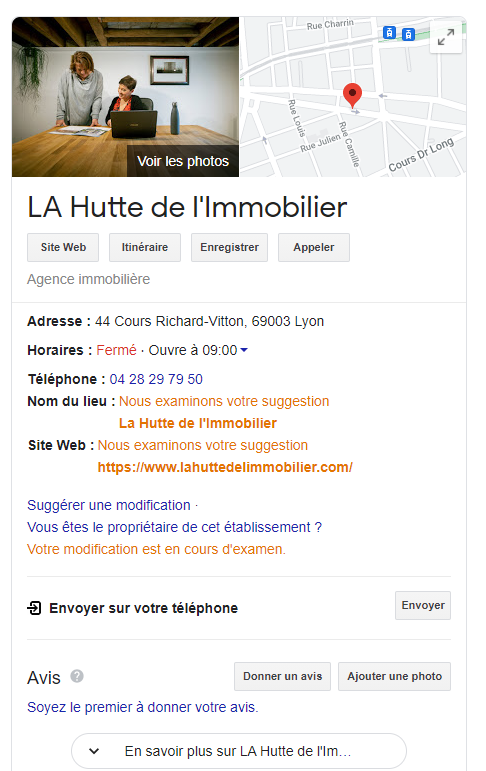 Rue Charrin
Rue Louis
Rue Julien
Rue Camille
Cours Dr Long
Voir les photos
LA Hutte de l'Immobilier
Site Web
Itinéraire
Enregistrer
Appeler
Agence immobilière
Adresse : 44 Cours Richard-Vitton, 69003 Lyon
Horaires : Fermé · Ouvre à 09:00
Téléphone : 04 28 29 79 50
Nom du lieu : Nous examinons votre suggestion
La Hutte de l'Immobilier
Site Web : Nous examinons votre suggestion
https://www.lahuttedelimmobilier.com/
Suggérer une modification ·
Vous êtes le propriétaire de cet établissement ?
Votre modification est en cours d'examen.
Envoyer sur votre téléphone
Envoyer
Avis ?
Donner un avis
Ajouter une photo
Soyez le premier à donner votre avis.
En savoir plus sur LA Hutte de l'Im…